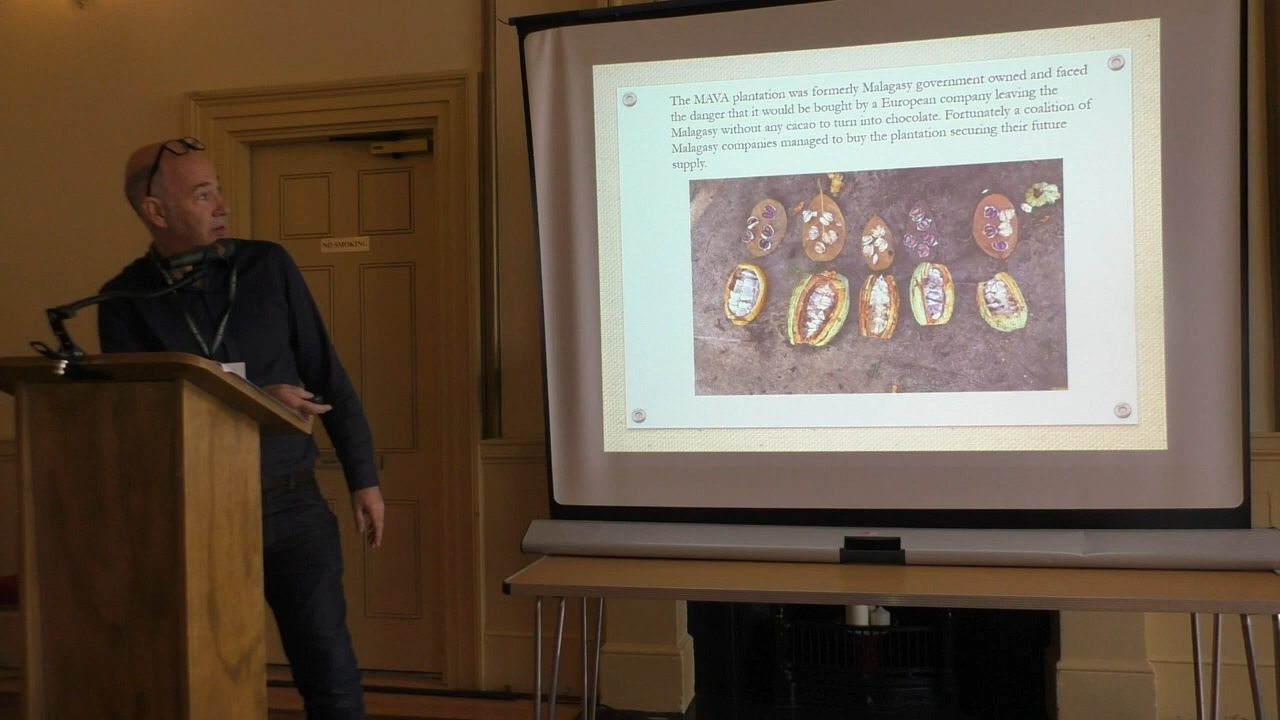 The MAVA plantation was formerly Malagasy government owned and faced
the danger that it would be bought by a European company leaving the
Malagasy without any cacao to turn into chocolate. Fortunately a coalition of
Malagasy companies managed to buy the plantation securing their future
supply.
NO SMOKING